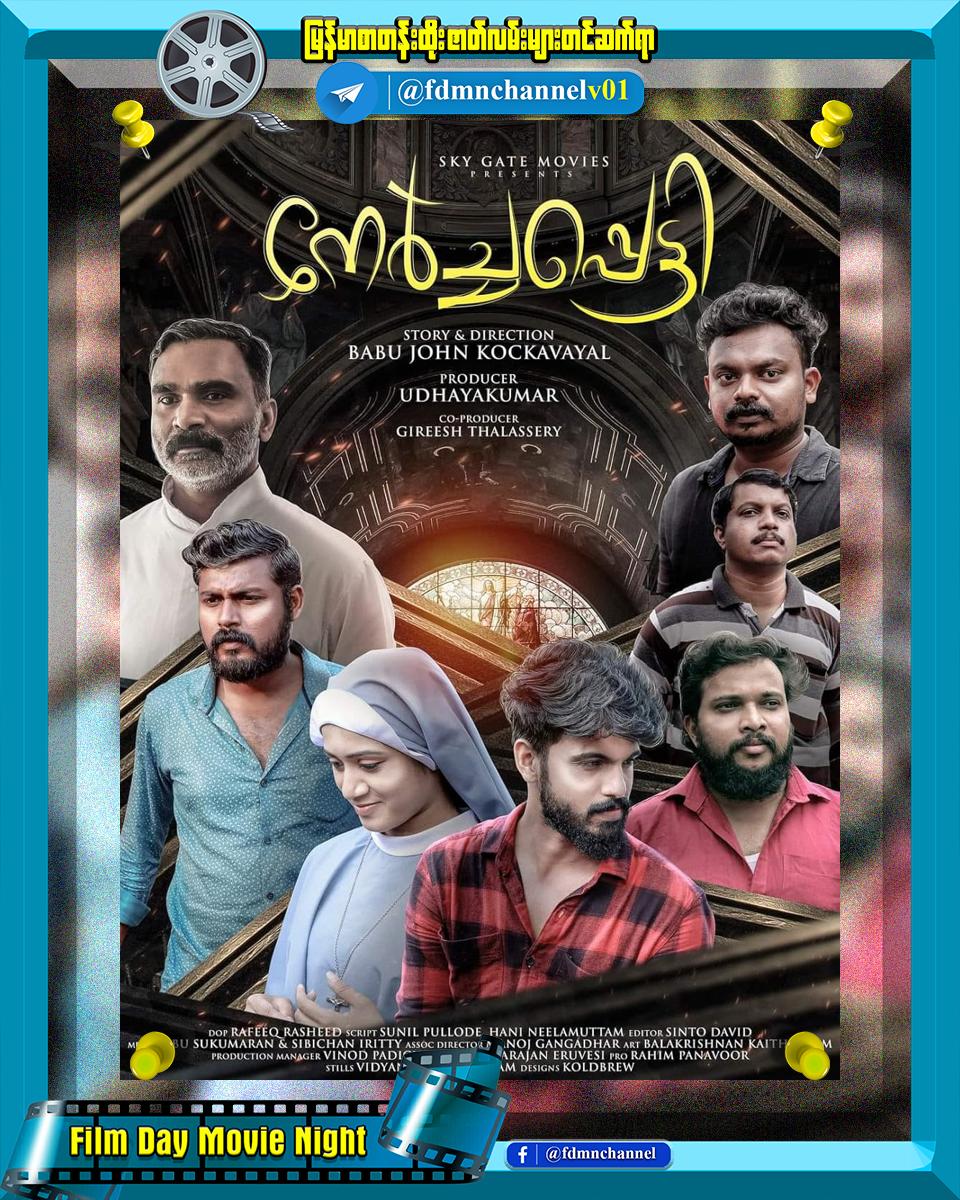 မြန်မာစာတန်းထိုးဇာတ်လမ်းများတင်ဆက်ရာ
@fdmnchannelv01
SKY GATE MOVIES
PRESENTS
നേർച്ചപ്പെട്ടി
STORY & DIRECTION
BABU JOHN KOCKAVAYAL
PRODUCER
UDHAYAKUMAR
CO-PRODUCER
GIREESH THALASSERY
DOP RAFEEQ RASHEED SCRIPT SUNIL PULLODE HANI NEELAMUTTAM EDITOR SINTO DAVID
SUKUMARAN & SIBICHAN IRITTY ASSOC DIRECTOR GANGADHAR ART BALAKRISHNAN
PRODUCTION MANAGER VINOD ERUVESI PRO RAHIM PANAVOOR
STILLS DESIGNS KOLDBREW
Film Day Movie Night
f @fdmnchannel